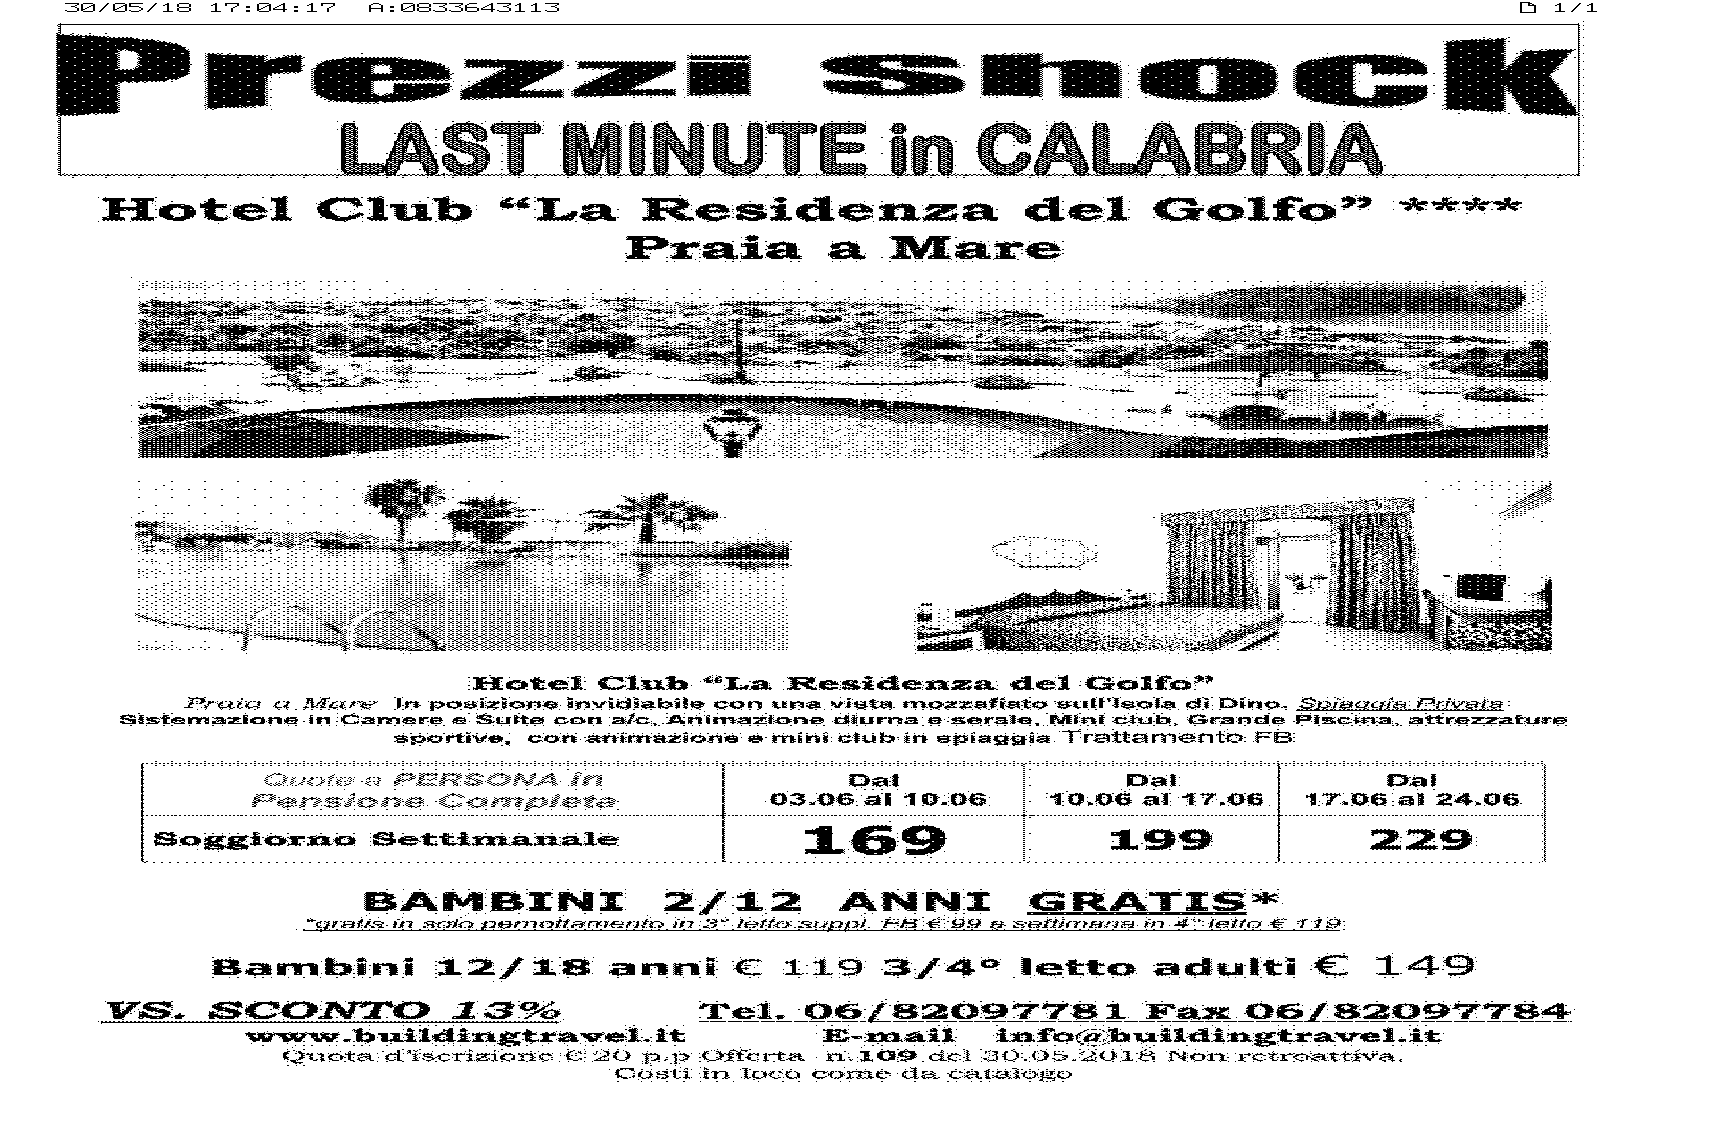 30/05/18 17:04:17 A:0833643113 1/1
Prezzi Shock
LAST MINUTE in CALABRIA
Hotel Club “La Residenza del Golfo” ****
Praia a Mare
Hotel Club “La Residenza del Golfo”
Praia a Mare In posizione invidiabile con una vista mozzafiato sull'Isola di Dino. Spiaggia Privata
Sistemazione in Camere e Suite con a/c. Animazione diurna e serale. Mini club, Grande Piscina, attrezzature
sportive, con animazione e mini club in spiaggia Trattamento FB
Quota a PERSONA in
Pensione Completa
Dal
03.06 al 10.06
Dal
10.06 al 17.06
Dal
17.06 al 24.06
Soggiorno Settimanale 169 199 229
BAMBINI 2/12 ANNI GRATIS*
*gratis in solo pernottamento in 3° letto suppl. FB € 99 a settimana in 4° letto € 119
Bambini 12/18 anni € 119 3/4° letto adulti € 149
VS. SCONTO 13% Tel. 06/82097781 Fax 06/82097784
www.buildingtravel.it E-mail info@buildingtravel.it
Quota d'iscrizione € 20 p.p Offerta n.109 del 30.05.2018 Non retroattiva.
Costi in loco come da catalogo